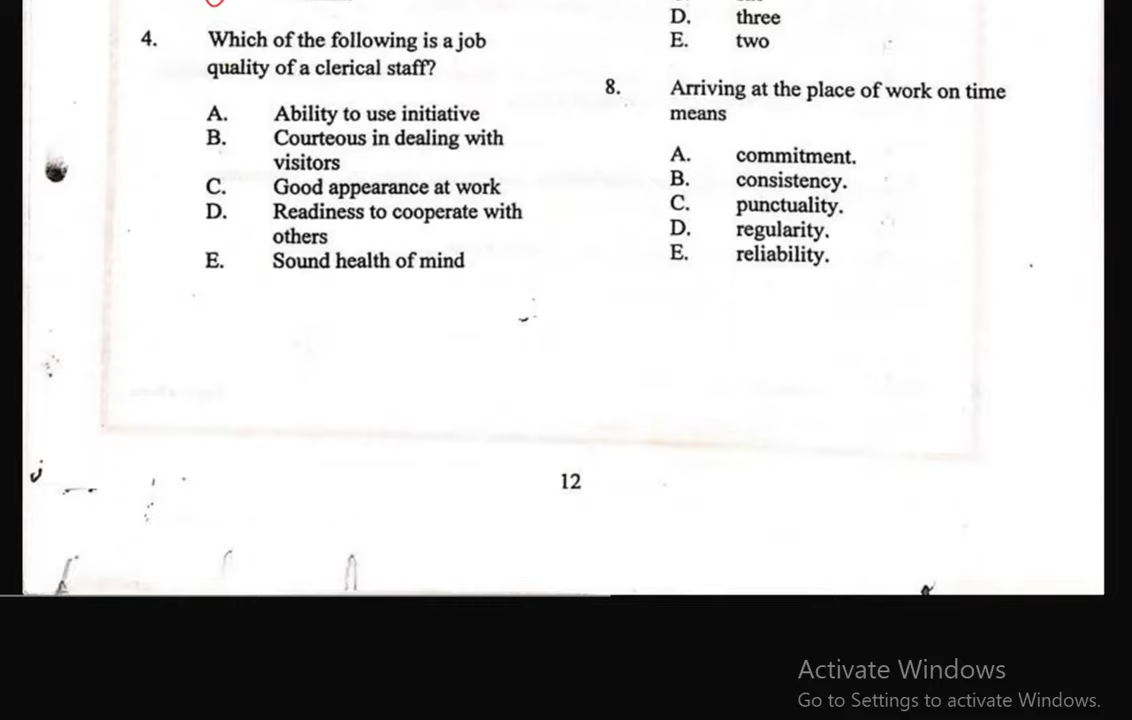 4. Which of the following is a job
quality of a clerical staff?
A. Ability to use initiative
B. Courteous in dealing with
visitors
C. Good appearance at work
D. Readiness to cooperate with
others
E. Sound health of mind
D. three
E. two
8. Arriving at the place of work on time
means
A. commitment.
B. consistency.
C. punctuality.
D. regularity.
E. reliability.
12
Activate Windows
Go to Settings to activate Windows.